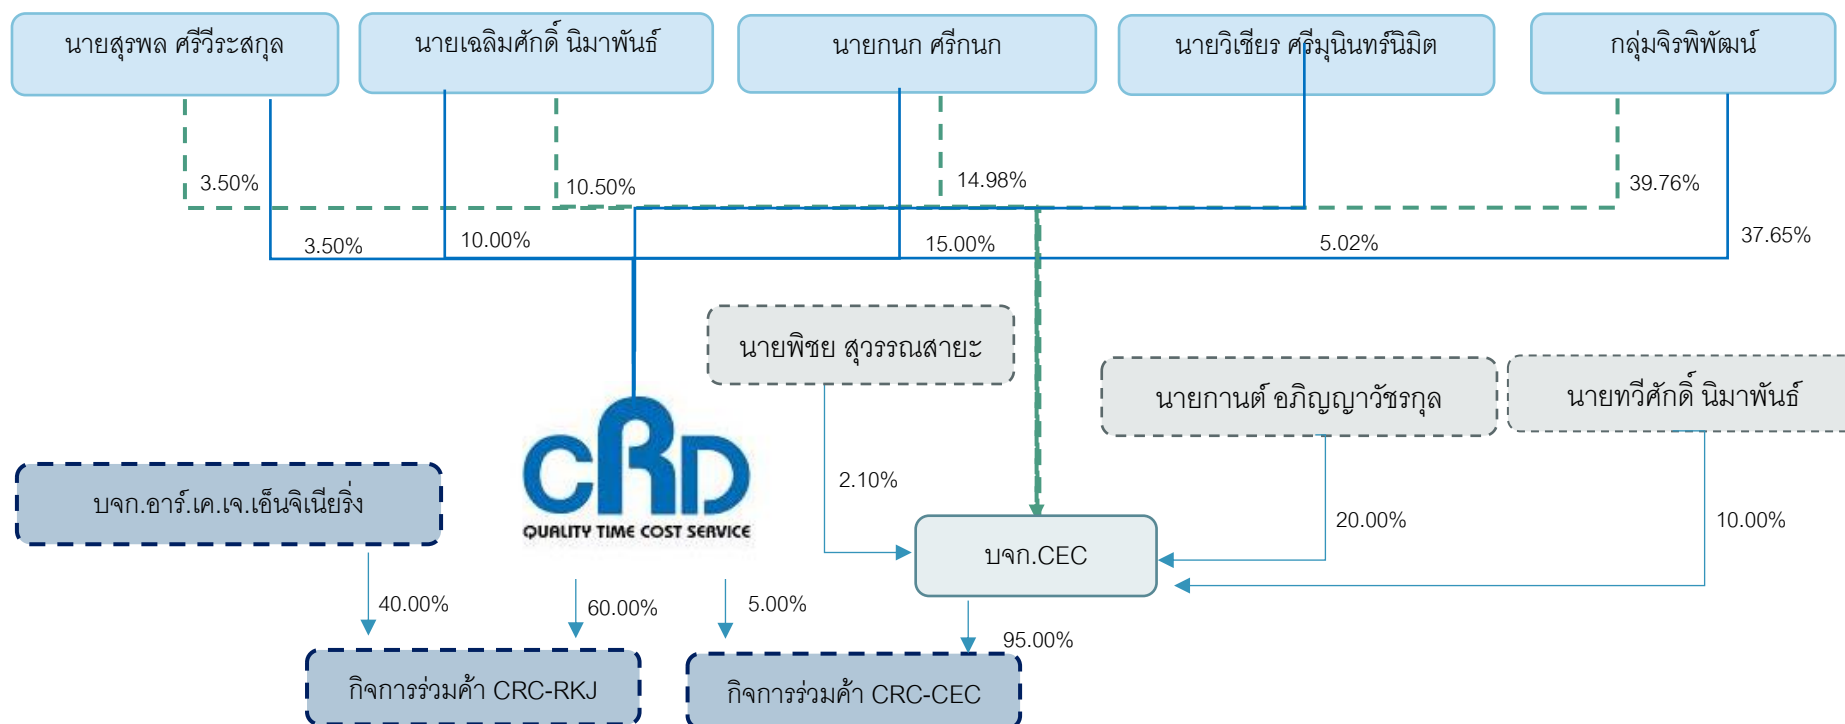 นายสุรพล ศรีวีระสกุล
นายเฉลิมศักดิ์ นิมาพันธ์
นายกนก ศรีกนก
นายวิเชียร ศรีมุนินทร์นิมิต
กลุ่มจิรพิพัฒน์
3.50%
10.50%
14.98%
39.76%
3.50%
10.00%
15.00%
5.02%
37.65%
นายพิชย สุวรรณสายะ
นายกานต์ อภิญญาวัชรกุล
นายทวีศักดิ์ นิมาพันธ์
CRD
QUALITY TIME COST SERVICE
บจก.อาร์.เค.เจ.เอ็นจิเนียริ่ง
2.10%
20.00%
10.00%
บจก.CEC
40.00%
60.00%
5.00%
95.00%
กิจการร่วมค้า CRC-RKJ
กิจการร่วมค้า CRC-CEC